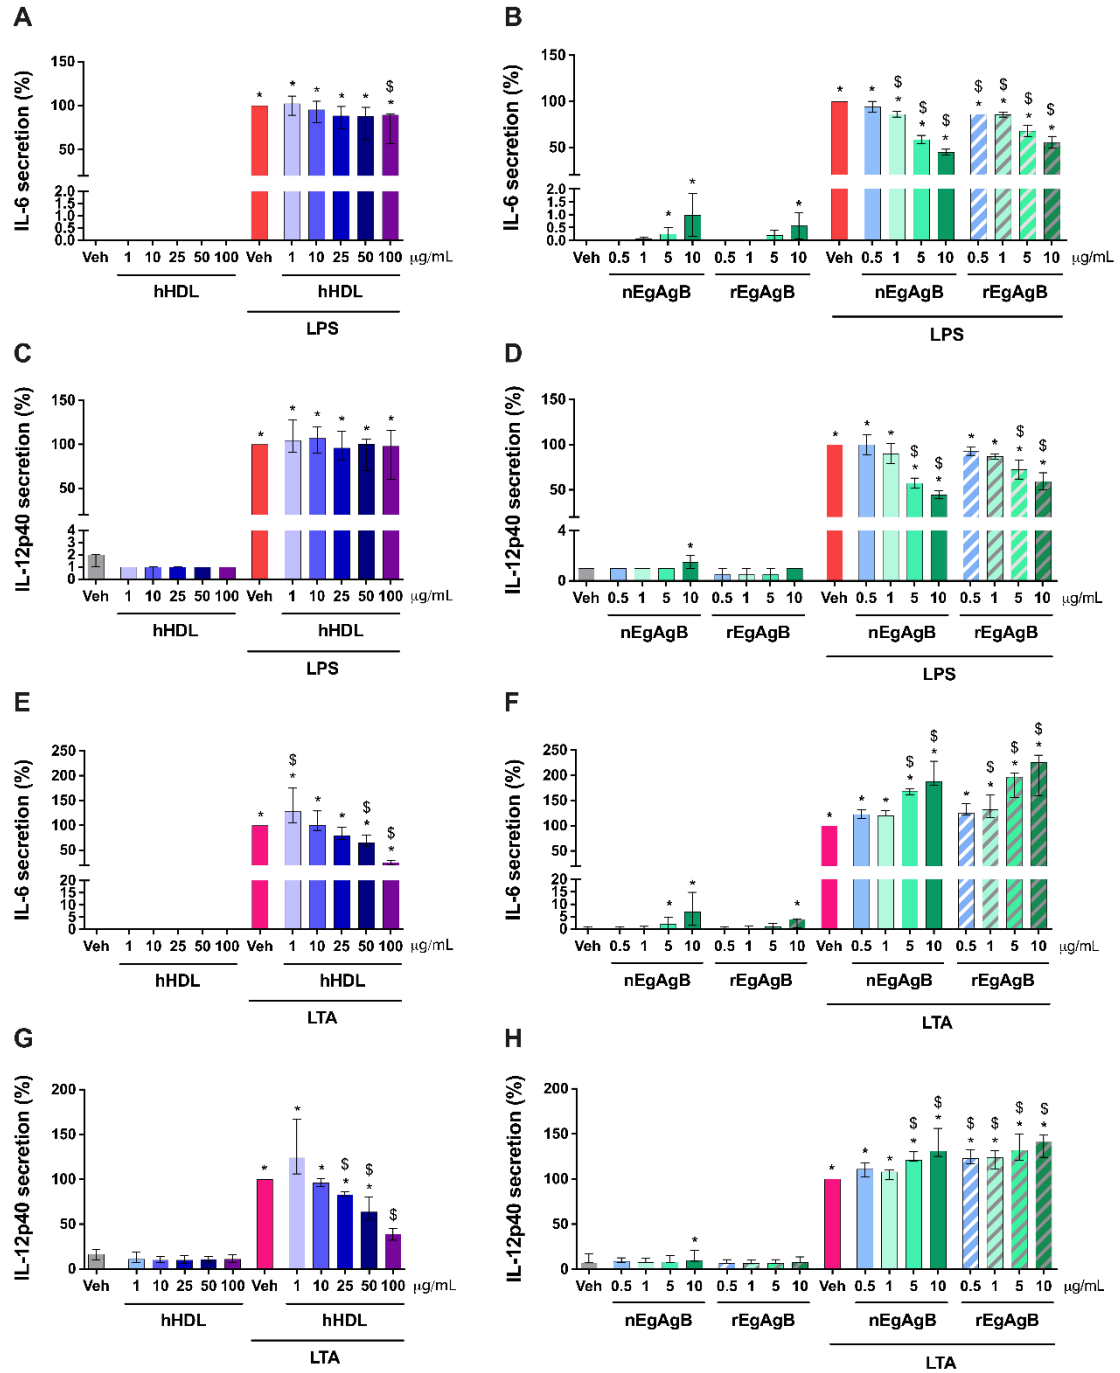 A
IL-6 secretion (%)
150
100
50
2.0
1.5
1.0
0.5
0.0
* * * * * * $
Veh 1 10 25 50 100 Veh 1 10 25 50 100 μg/mL
hHDL hHDL
LPS
B
IL-6 secretion (%)
150
100
50
2.0
1.5
1.0
0.5
0.0
* * * * $ * $ * $ * $ * $ * $ * $ *
Veh 0.5 1 5 10 0.5 1 5 10 Veh 0.5 1 5 10 0.5 1 5 10 μg/mL
nEgAgB rEgAgB nEgAgB rEgAgB
LPS
C
IL-12p40 secretion (%)
150
100
50
4
3
2
1
0
* * * * * *
Veh 1 10 25 50 100 Veh 1 10 25 50 100 μg/mL
hHDL hHDL
LPS
D
IL-12p40 secretion (%)
150
100
50
4
0
* * * * $ * $ * * * $ * $ *
Veh 0.5 1 5 10 0.5 1 5 10 Veh 0.5 1 5 10 0.5 1 5 10 μg/mL
nEgAgB rEgAgB nEgAgB rEgAgB
LPS
E
IL-6 secretion (%)
250
200
150
100
50
20
15
10
5
0
* $ * * * $ * $ *
Veh 1 10 25 50 100 Veh 1 10 25 50 100 μg/mL
hHDL hHDL
LTA
F
IL-6 secretion (%)
250
200
150
100
50
20
15
10
5
0
* * * * * * $ * $ * * $ * $ * $ *
Veh 0.5 1 5 10 0.5 1 5 10 Veh 0.5 1 5 10 0.5 1 5 10 μg/mL
nEgAgB rEgAgB nEgAgB rEgAgB
LTA
G
IL-12p40 secretion (%)
200
150
100
50
0
* * * $ * $ * $
Veh 1 10 25 50 100 Veh 1 10 25 50 100 μg/mL
hHDL hHDL
LTA
H
IL-12p40 secretion (%)
200
150
100
50
0
* * * * $ * $ * $ * $ * $ * $ *
Veh 0.5 1 5 10 0.5 1 5 10 Veh 0.5 1 5 10 0.5 1 5 10 μg/mL
nEgAgB rEgAgB nEgAgB rEgAgB
LTA